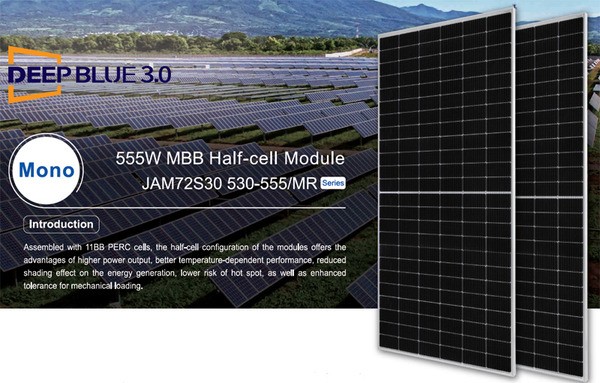 DEEP BLUE 3.0
Mono
555W MBB Half-cell Module
JAM72S30 530-555/MR Series
Introduction
Assembled with 11BB PERC cells, the half-cell configuration of the modules offers the
advantages of higher power output, better temperature-dependent performance, reduced
shading effect on the energy generation, lower risk of hot spot, as well as enhanced
tolerance for mechanical loading.